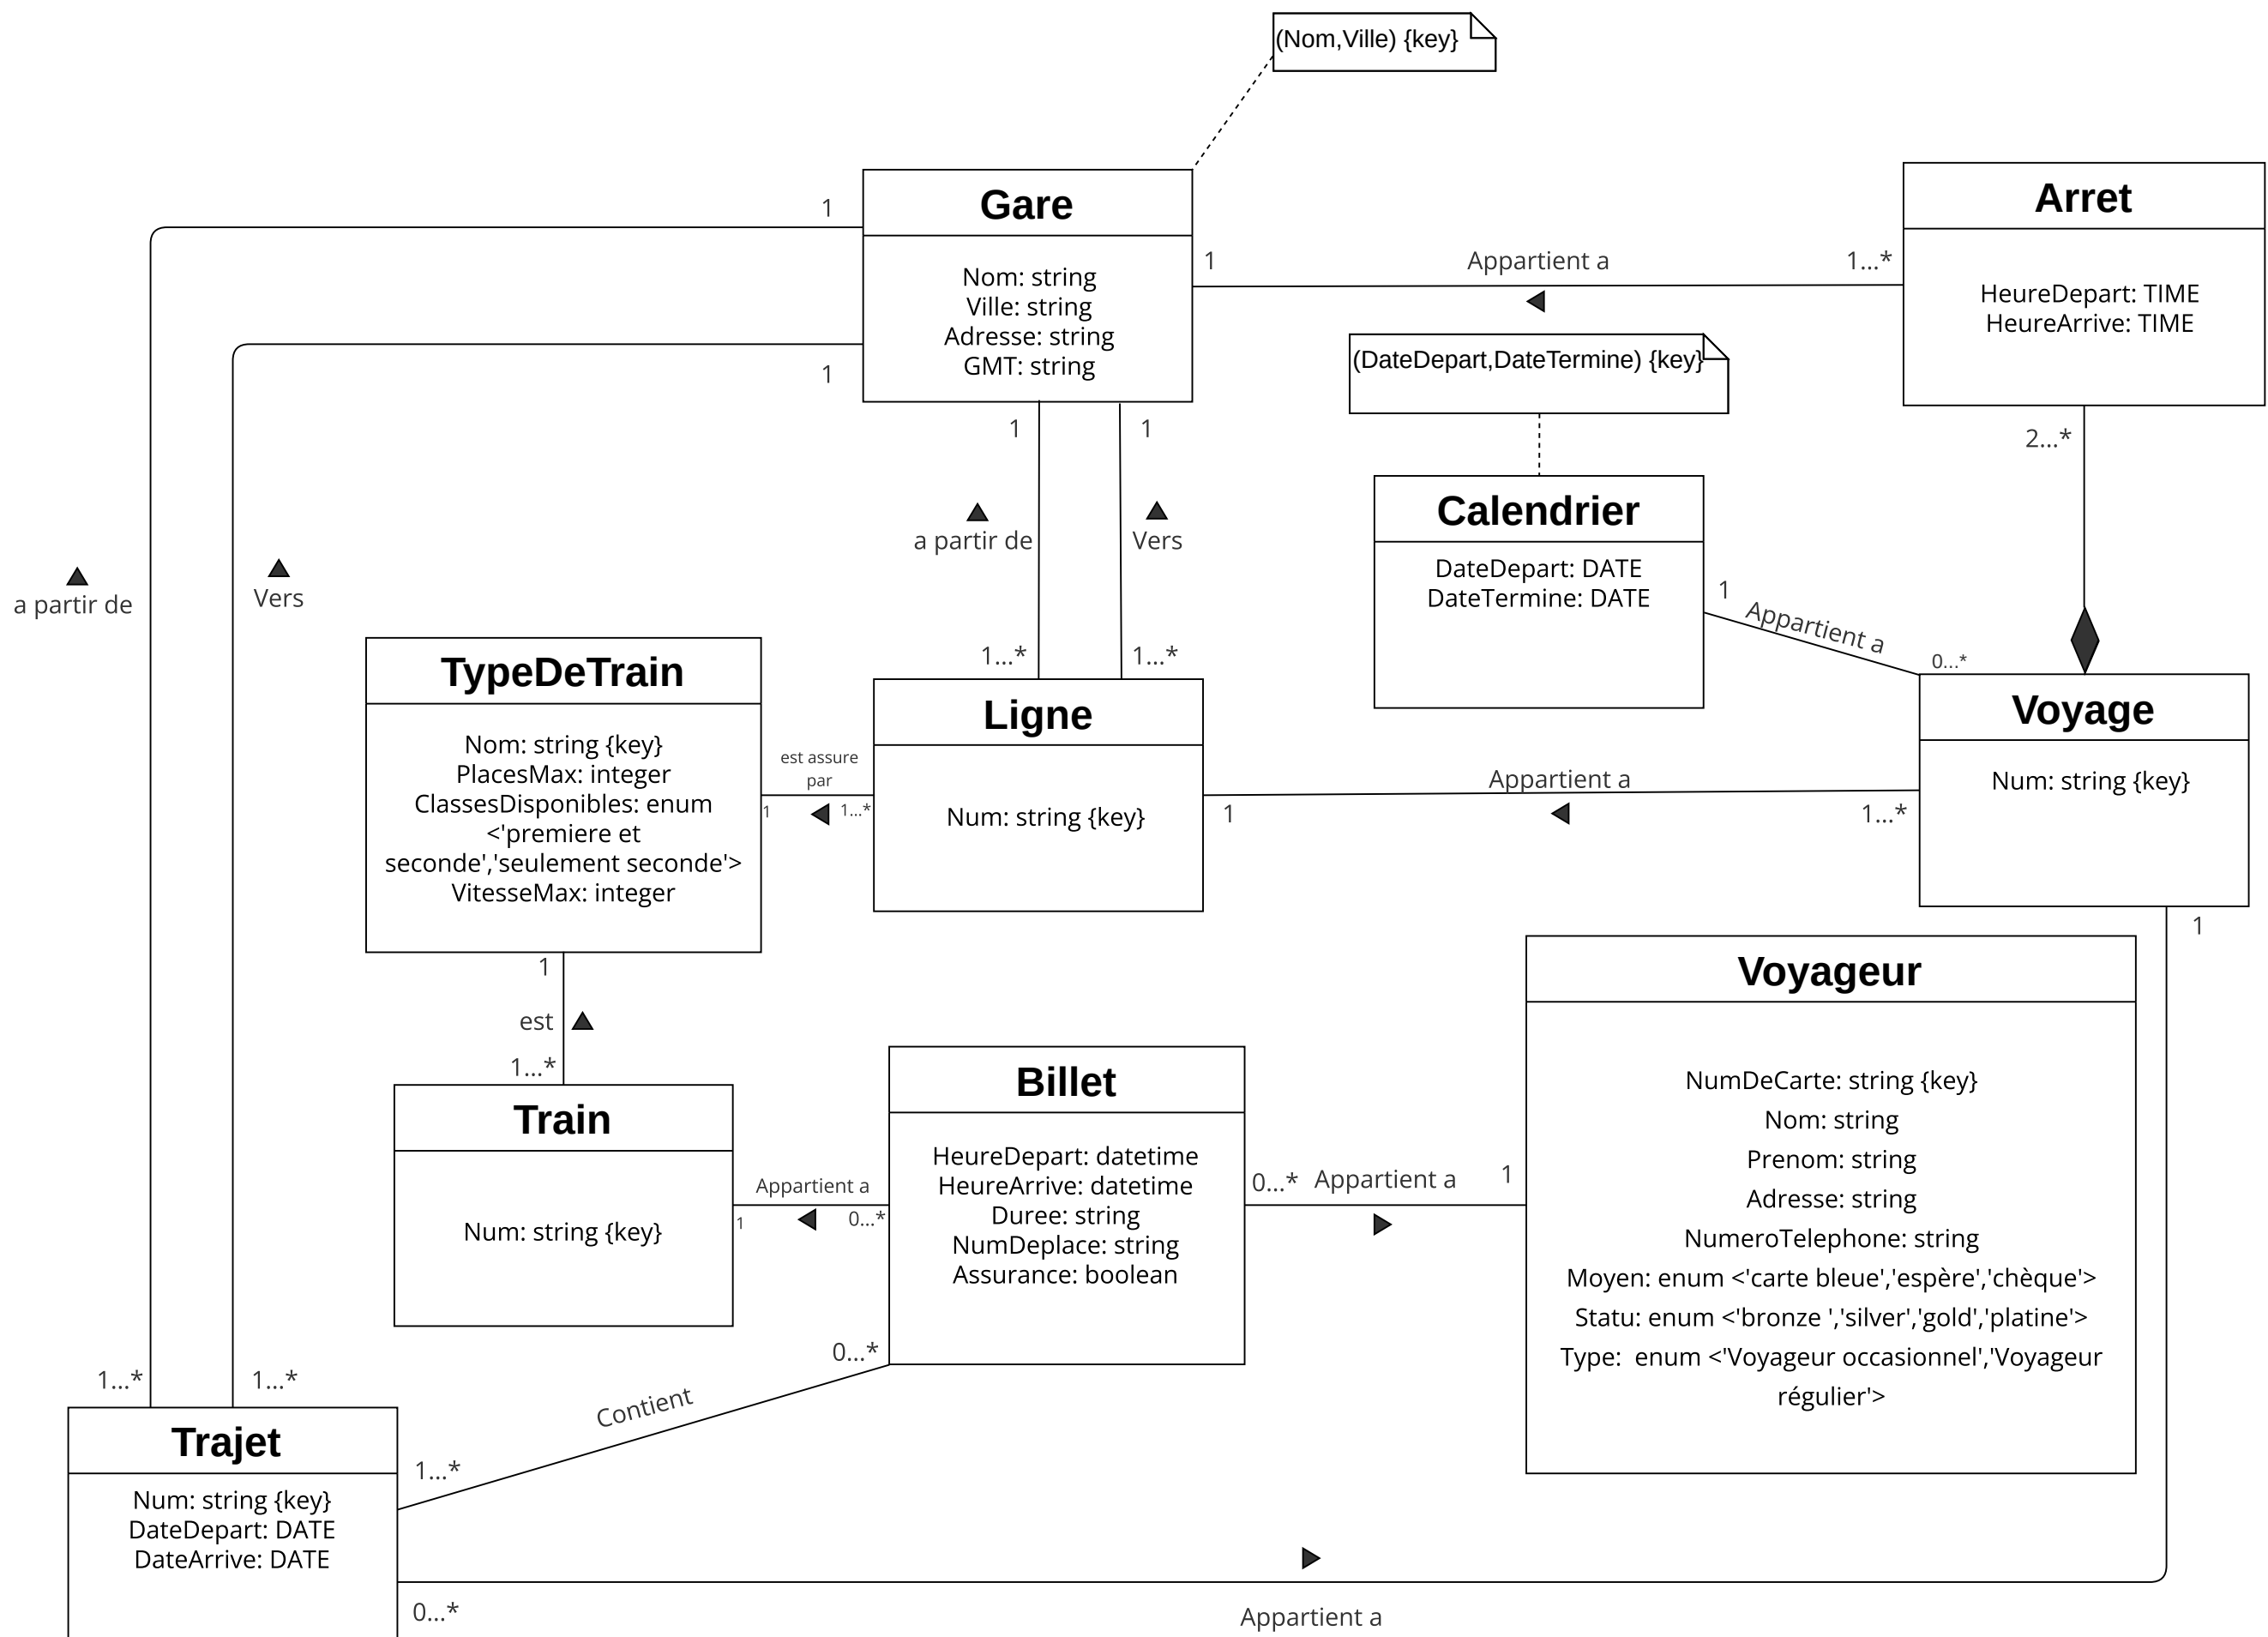 (Nom,Ville) {key}
Gare
Nom: string
Ville: string
Adresse: string
GMT: string
Arret
HeureDepart: TIME
HeureArrive: TIME
1
1
1
Appartient a
1...*
(DateDepart,DateTermine) {key}
1
1
2...*
Calendrier
DateDepart: DATE
DateTermine: DATE
a partir de
Vers
a partir de
Vers
1
Appartient a
0...*
1...*
1...*
TypeDeTrain
Nom: string {key}
PlacesMax: integer
ClassesDisponibles: enum
<'premiere et
seconde','seulement seconde'>
VitesseMax: integer
est assure
par
1
1...*
Ligne
Num: string {key}
1
Appartient a
1...*
Voyage
Num: string {key}
1
1
est
1...*
Train
Num: string {key}
Appartient a
1
0...*
Billet
HeureDepart: datetime
HeureArrive: datetime
Duree: string
NumDeplace: string
Assurance: boolean
0...*
Appartient a
1
Voyageur
NumDeCarte: string {key}
Nom: string
Prenom: string
Adresse: string
NumeroTelephone: string
Moyen: enum <'carte bleue','espère','chèque'>
Statu: enum <'bronze ','silver','gold','platine'>
Type:  enum <'Voyageur occasionnel','Voyageur
régulier'>
0...*
Contient
1...*
1...*
1...*
Trajet
Num: string {key}
DateDepart: DATE
DateArrive: DATE
0...*
Appartient a